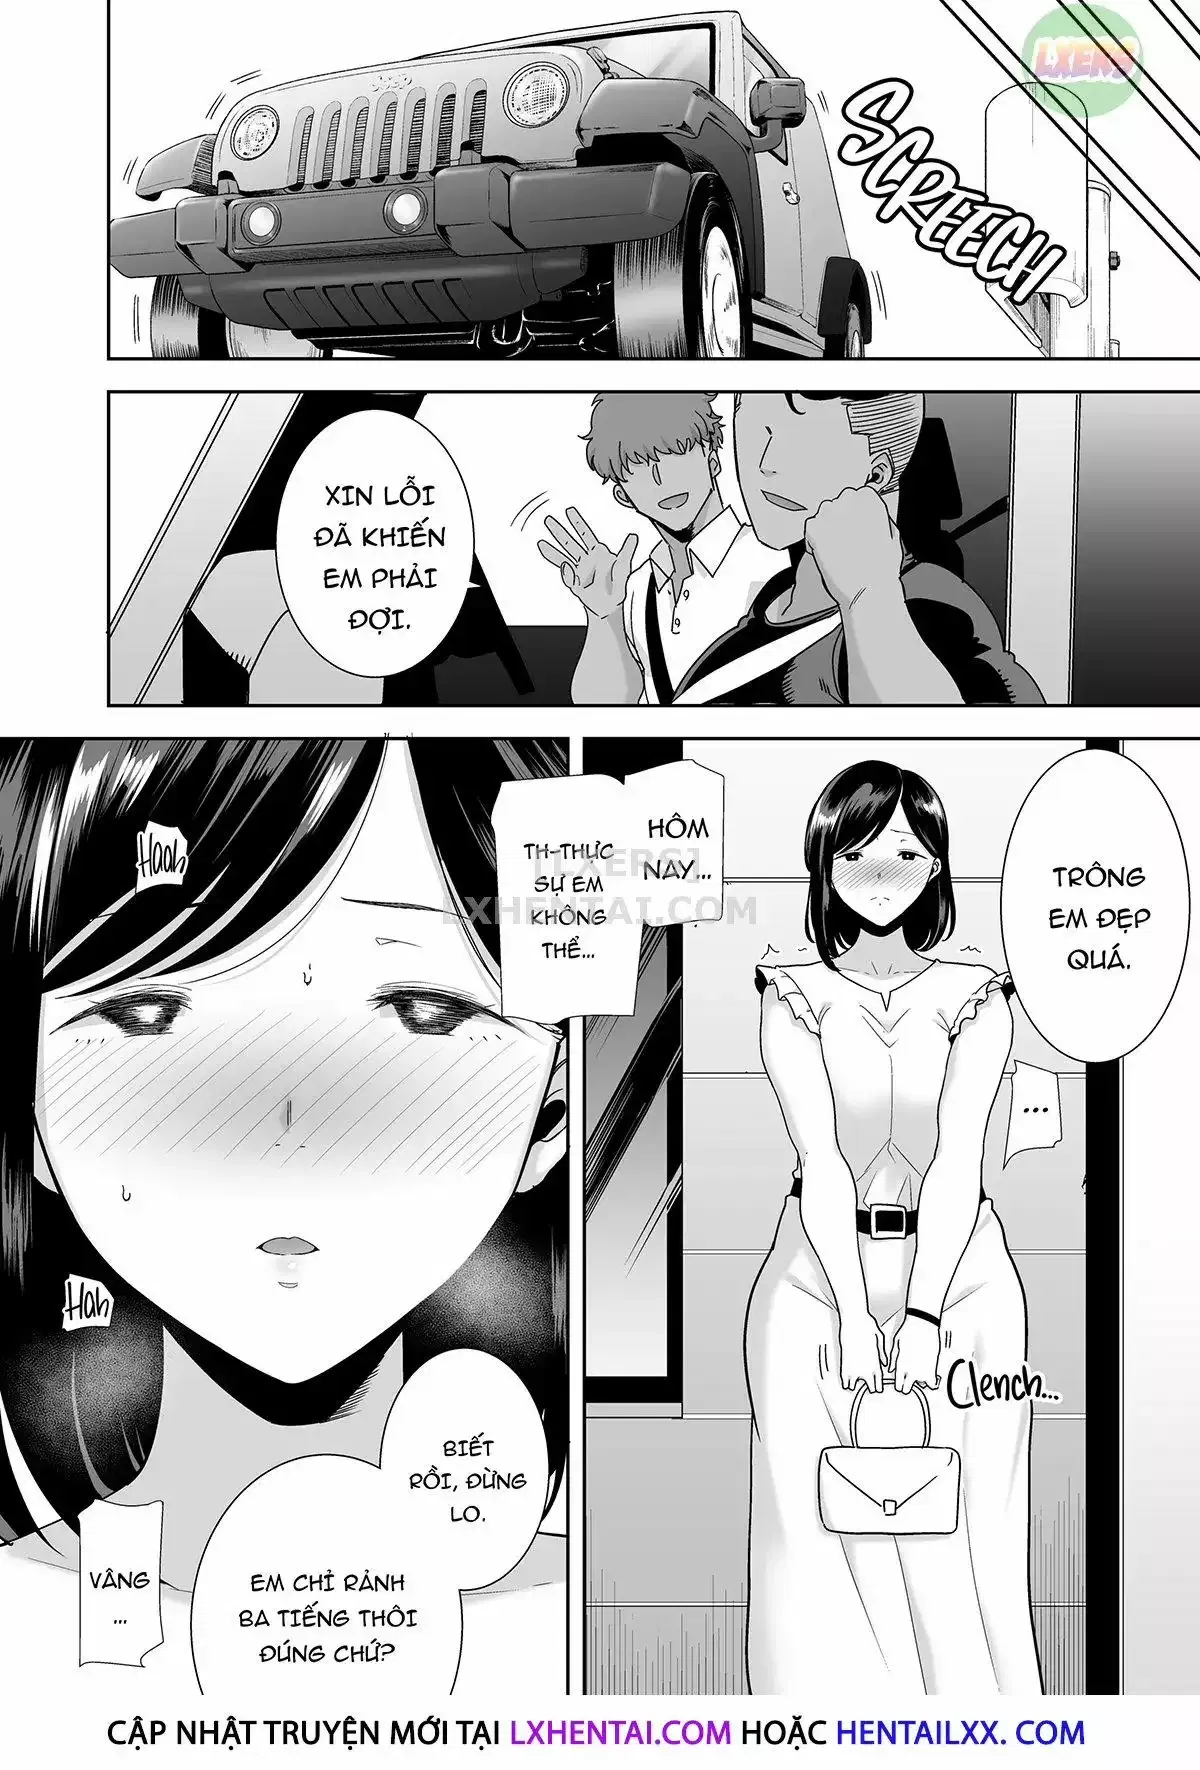 LXERS
SCREECH
XIN LỖI
ĐÃ KHIẾN
EM PHẢI
ĐỢI.
TRÔNG
EM ĐẸP
QUÁ.
...
Clench...
HÔM
NAY...
TH-THỰC
SỰ EM
KHÔNG
THỂ...
[LXERS]
LXHENTAI.COM
Haah
Hah
BIẾT
RỒI, ĐỪNG
LO.
EM CHỈ RẢNH
BA TIẾNG THÔI
ĐÚNG CHỨ?
VÂNG
...
CẬP NHẬT TRUYỆN MỚI TẠI LXHENTAI.COM HOẶC HENTAILXX. COM